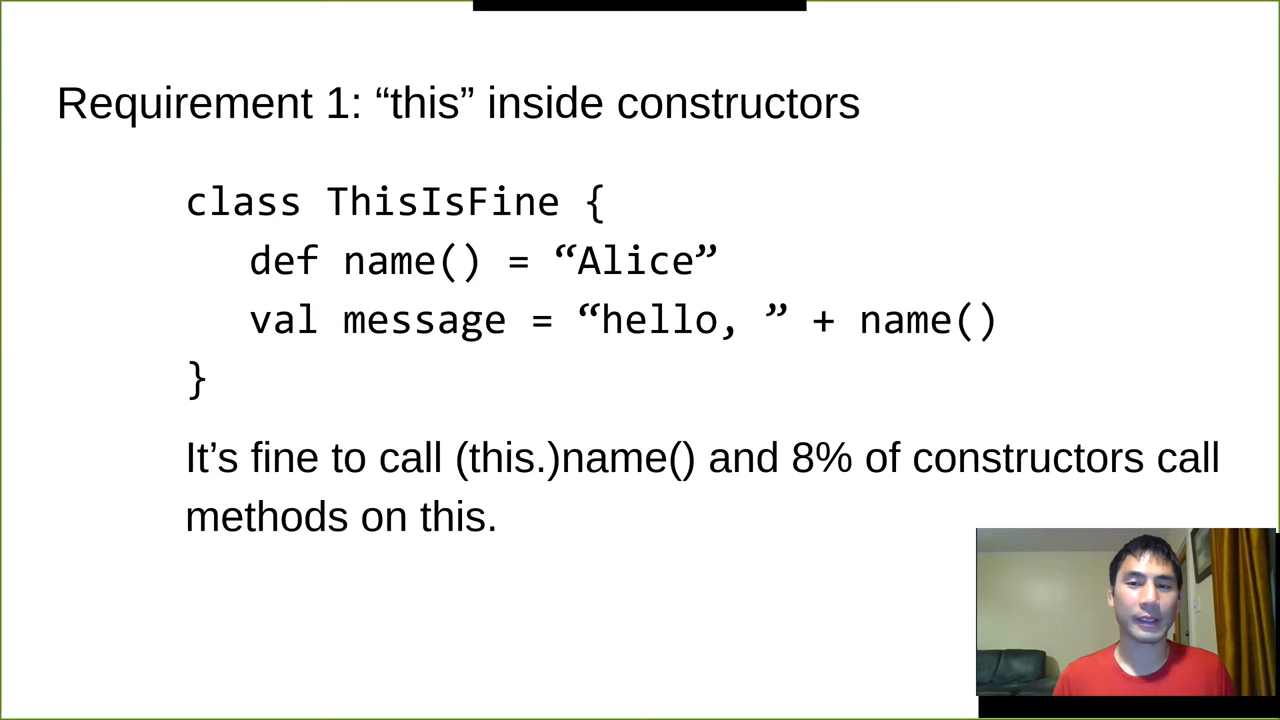 Requirement 1: “this” inside constructors
class ThisIsFine {
def name() = “Alice”
val message = “hello, ” + name()
}
It’s fine to call (this.)name() and 8% of constructors call
methods on this.